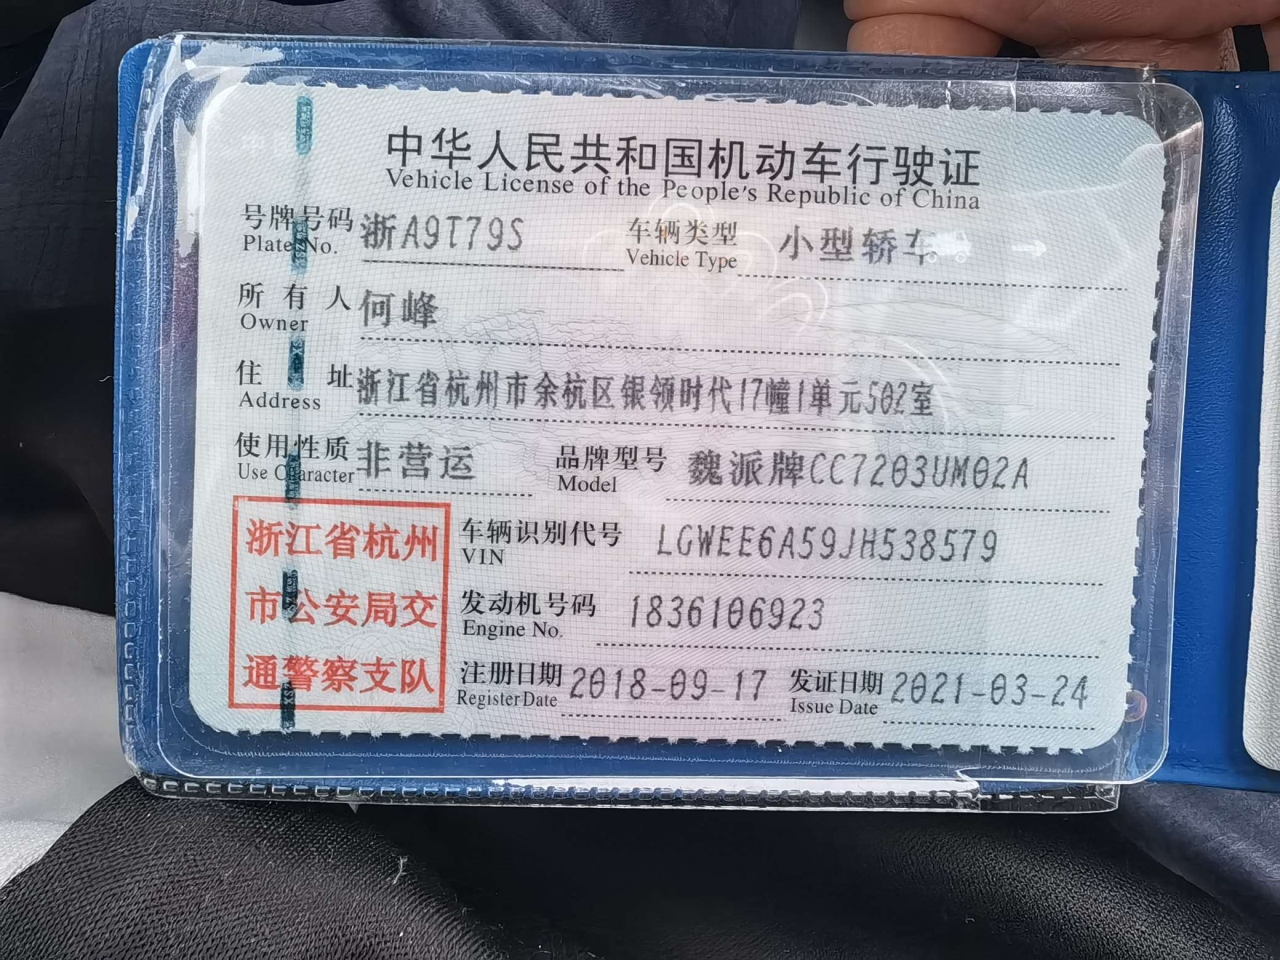 中华人民共和国机动车行驶证
Vehicle License of the People's Republic of China
号牌号码 浙A9T79S 车辆类型 小型轿车
Plate No. Vehicle Type
所有人 何峰
Owner
住址 浙江省杭州市余杭区银领时代17幢1单元502室
Address
使用性质 非营运 品牌型号 魏派牌CC7203UM02A
Use Character Model
浙江省杭州
市公安局交
通警察支队
车辆识别代号 LGWEE6A59JH538579
VIN
发动机号码 1836106923
Engine No.
注册日期 2018-09-17 发证日期 2021-03-24
Register Date Issue Date